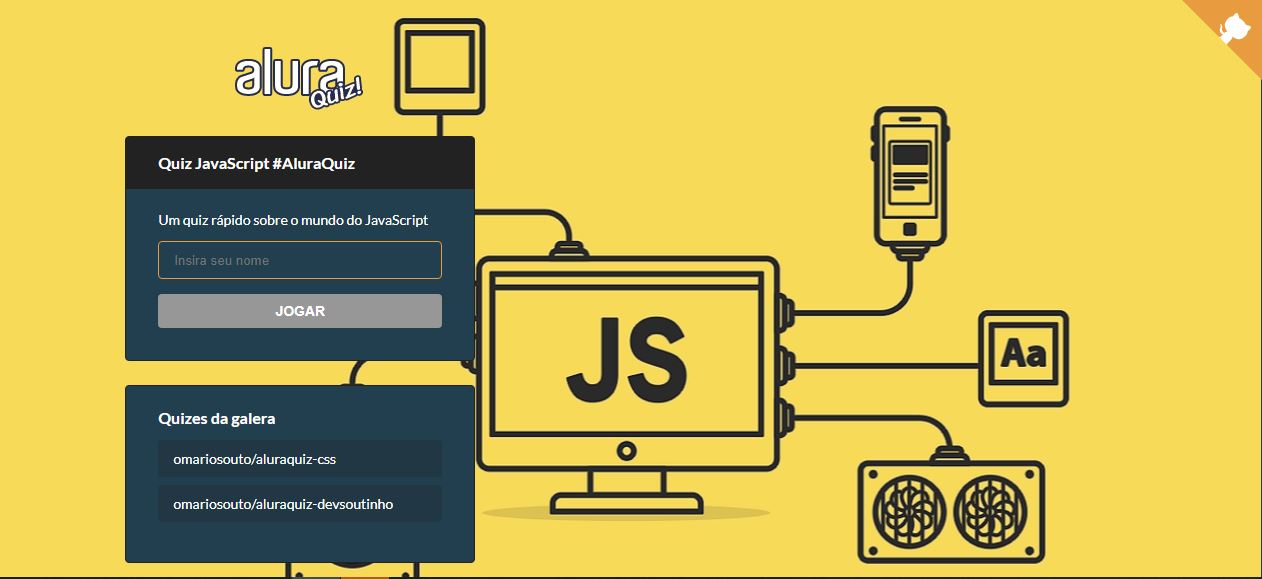 alura
Quiz!
Quiz JavaScript #AluraQuiz
Um quiz rápido sobre o mundo do JavaScript
Insira seu nome
JOGAR
Quizes da galera
omariosouto/aluraquiz-css
omariosouto/aluraquiz-devsoutinho
JS
Aa